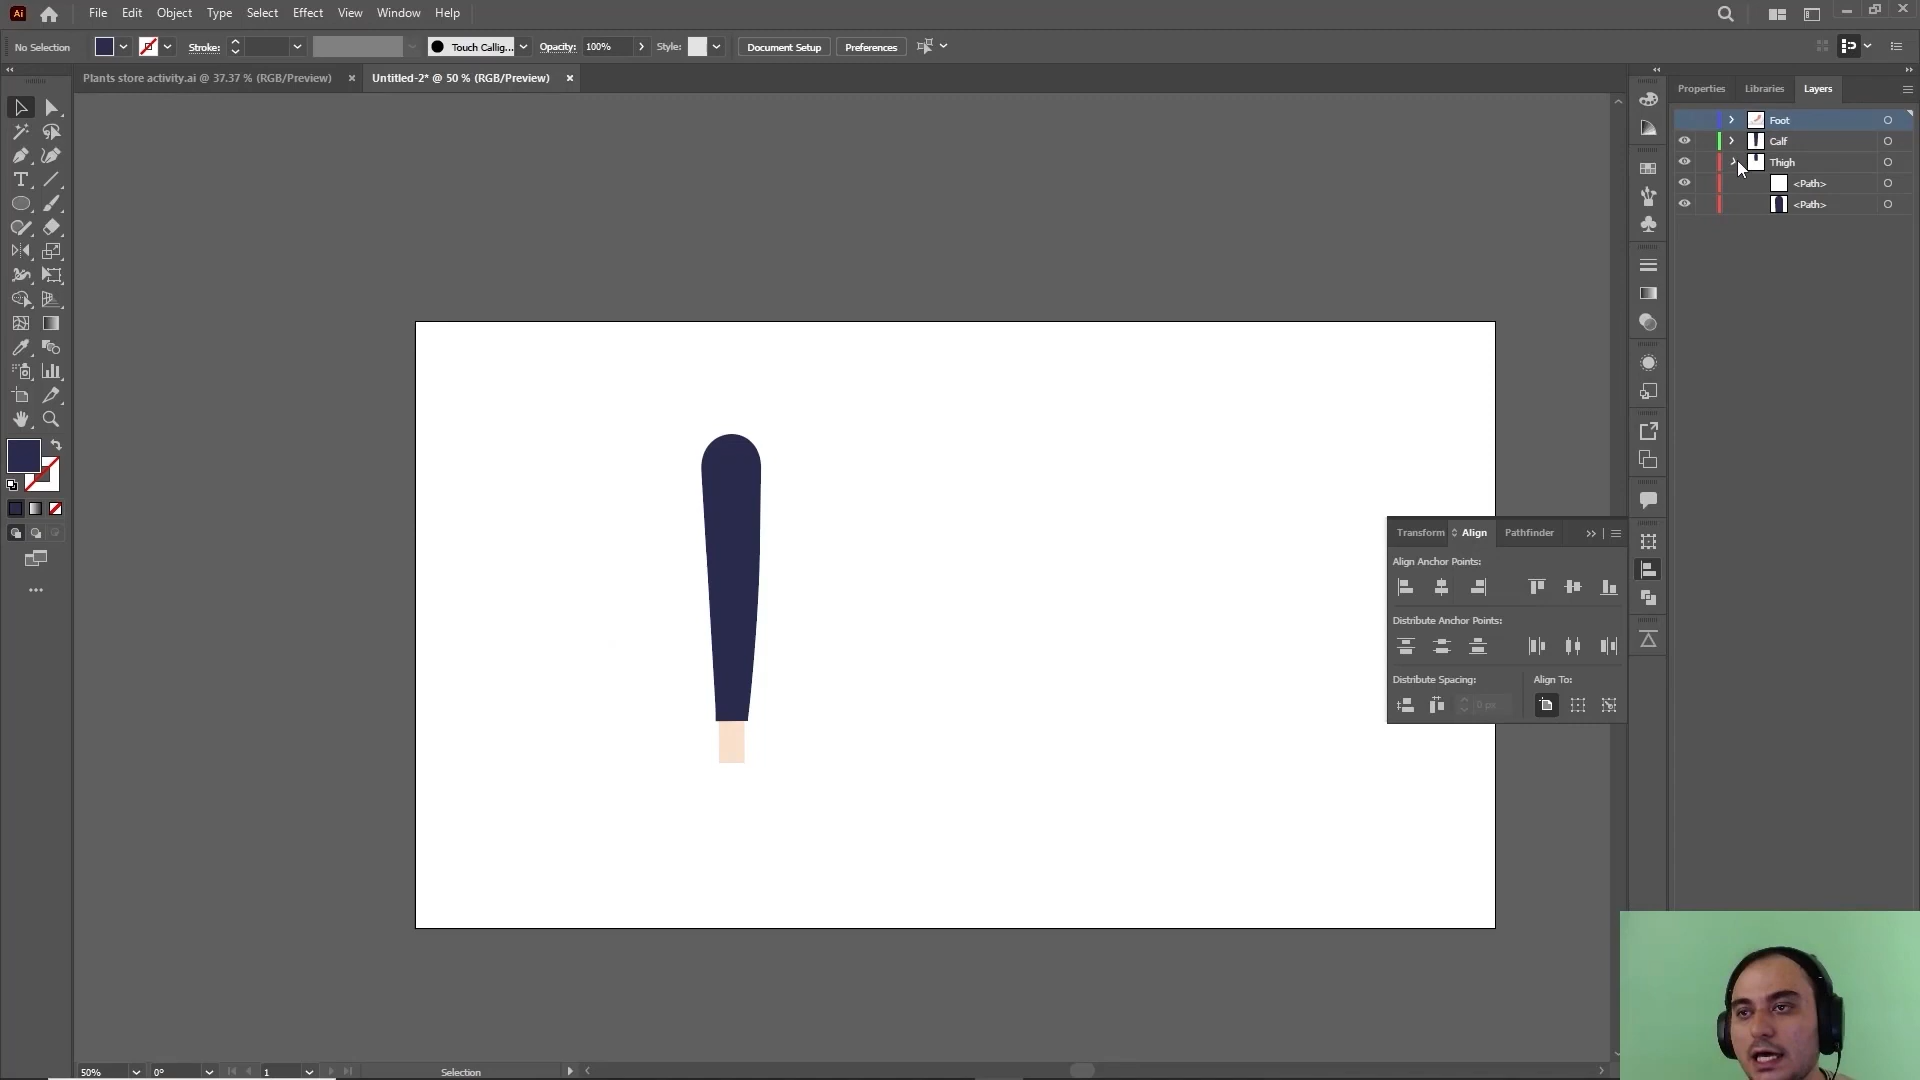 Ai File Edit Object Type Select Effect View Window Help
No Selection Stroke: Touch Callig... Opacity: 100% Style: Document Setup Preferences
Plants store activity.ai @ 37.37 % (RGB/Preview) Untitled-2* @ 50 % (RGB/Preview)
Properties Libraries Layers
Foot
Calf
Thigh
<Path>
<Path>
Transform Align Pathfinder
Align Anchor Points:
Distribute Anchor Points:
Distribute Spacing: Align To:
0 px
50% 0° 1 Selection